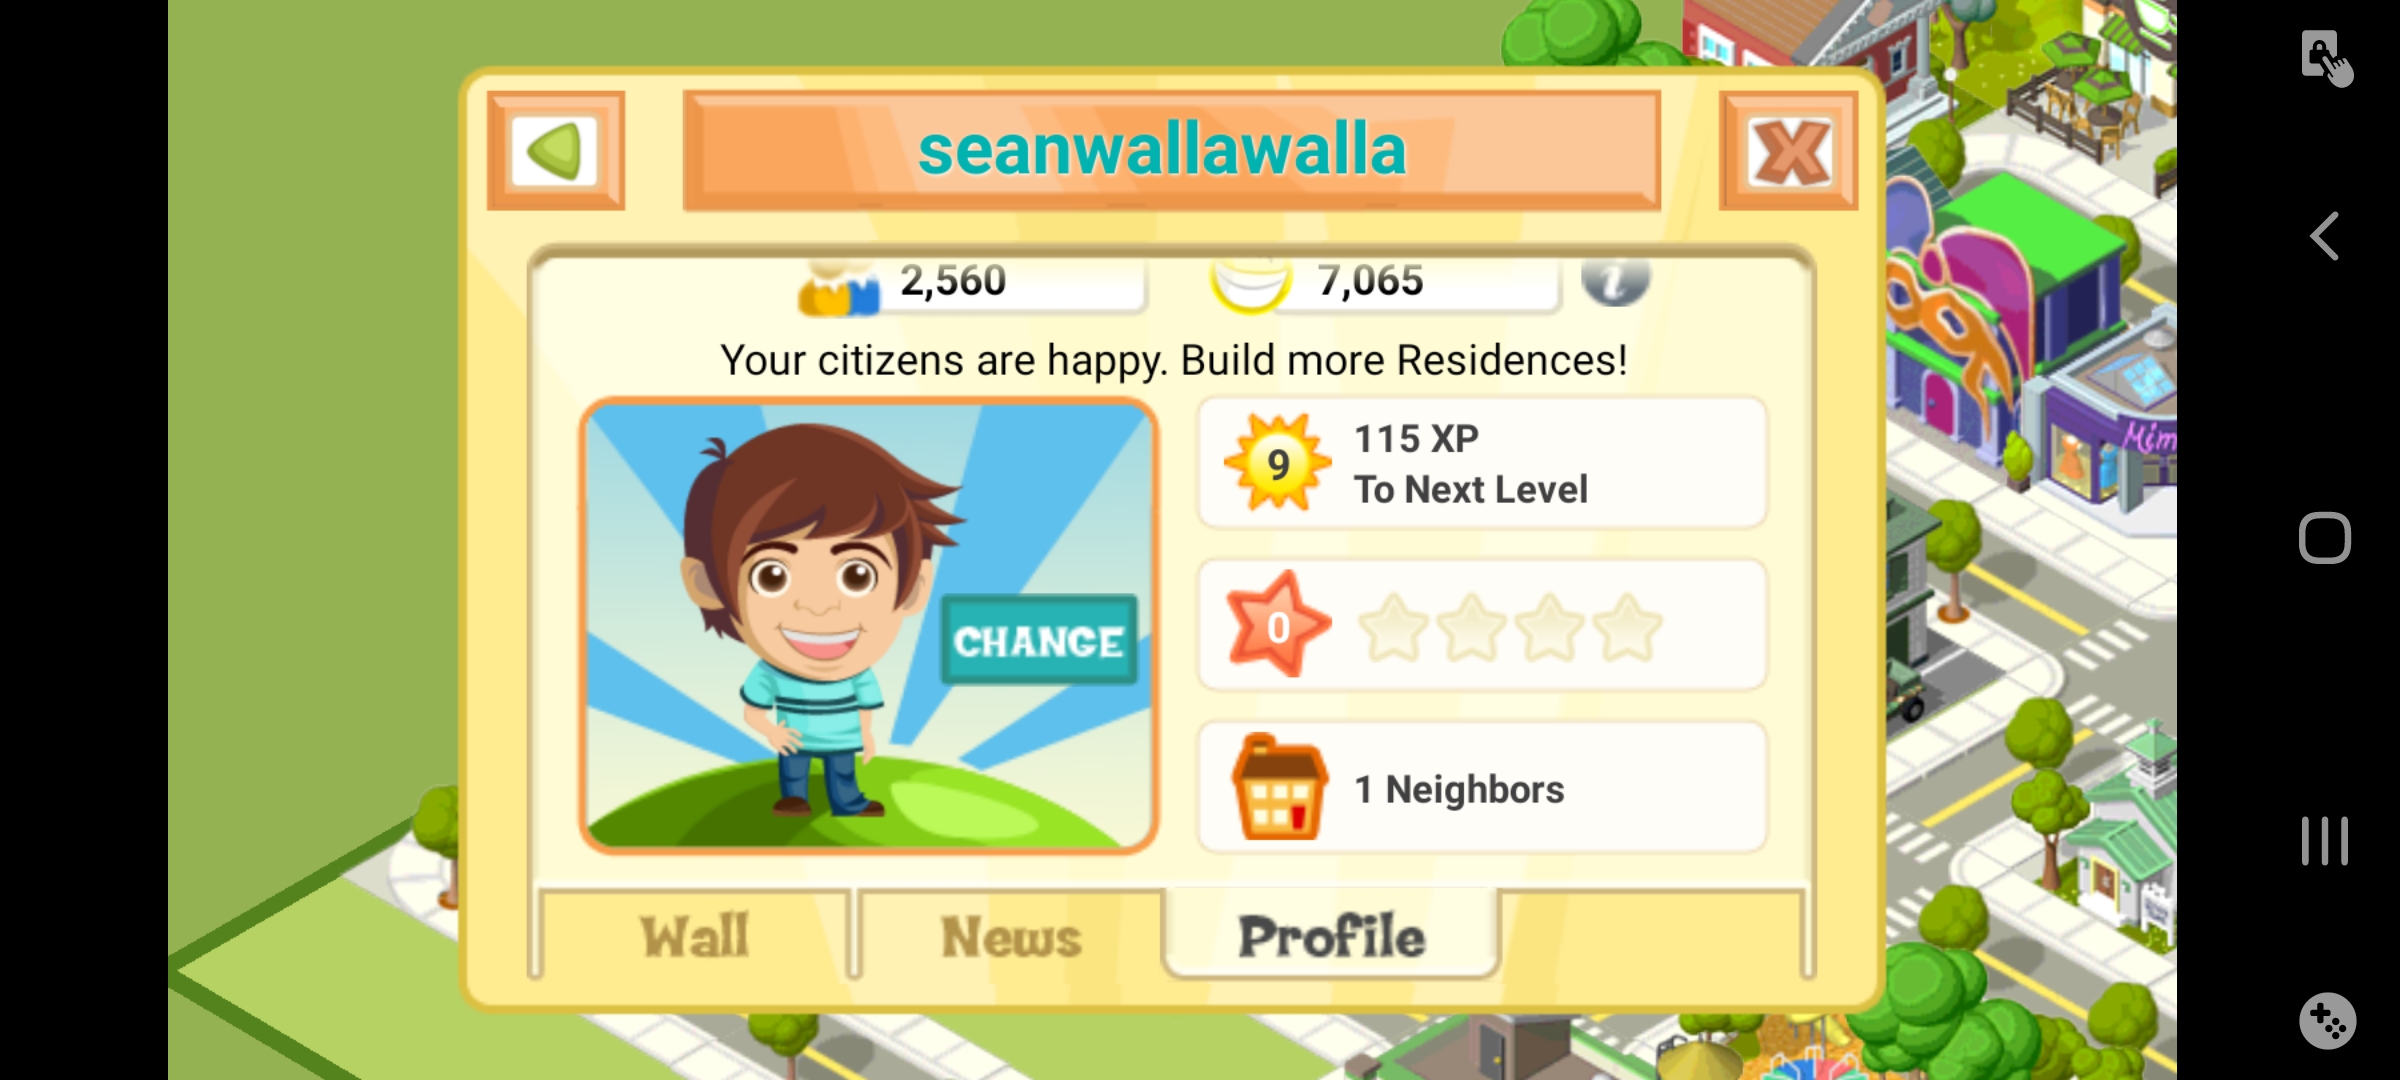 seanwallawalla
2,560
7,065
i
Your citizens are happy. Build more Residences!
9
115 XP
To Next Level
CHANGE
0
1 Neighbors
Wall
News
Profile
Mim